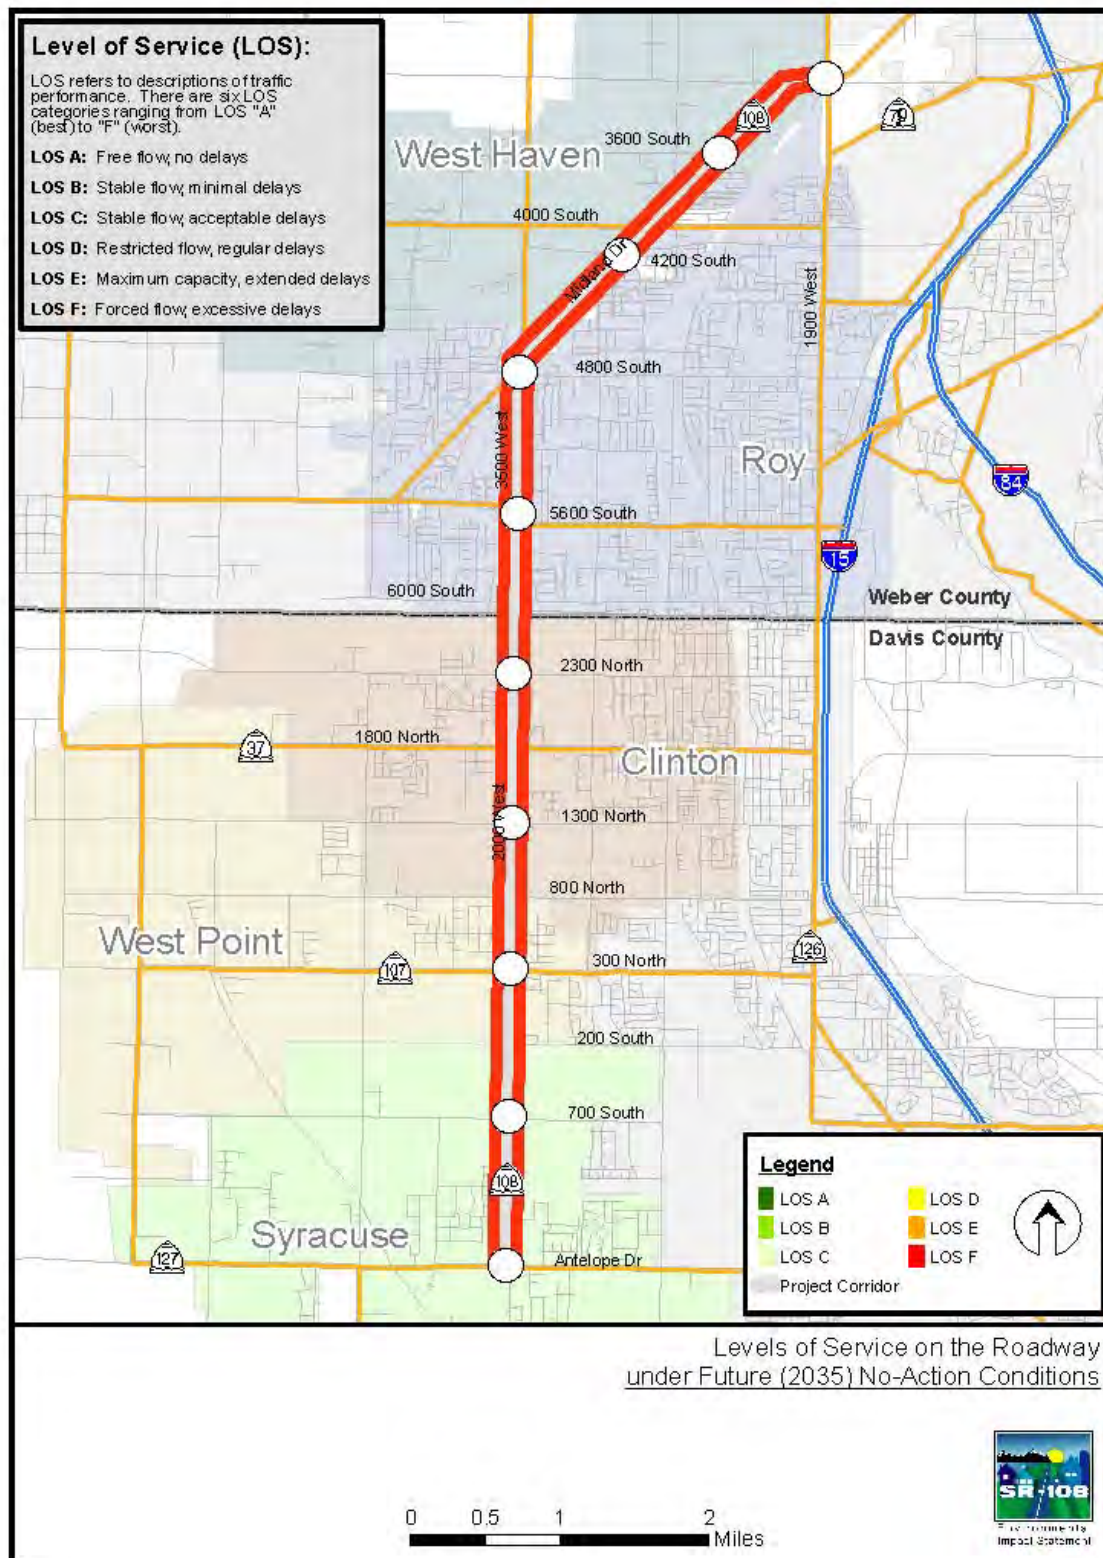 Level of Service (LOS):
LOS refers to descriptions of traffic
performance. There are six LOS
categories ranging from LOS "A"
(best) to "F" (worst).
LOS A: Free flow, no delays
LOS B: Stable flow, minimal delays
LOS C: Stable flow, acceptable delays
LOS D: Restricted flow, regular delays
LOS E: Maximum capacity, extended delays
LOS F: Forced flow, excessive delays
108
79
3600 South
West Haven
4000 South
Midland Dr
4200 South
1900 West
4800 South
3500 West
Roy
84
5600 South
15
6000 South
Weber County
Davis County
2300 North
37
1800 North
Clinton
2000 West
1300 North
800 North
West Point
107
300 North
126
200 South
700 South
108
Syracuse
127
Antelope Dr
Legend
LOS A
LOS B
LOS C
LOS D
LOS E
LOS F
Project Corridor
Levels of Service on the Roadway
under Future (2035) No-Action Conditions
SR-108
Environmental
Impact Statement
0 0.5 1 2
Miles